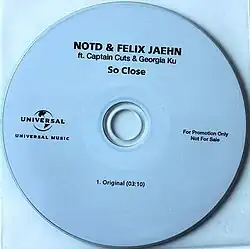 NOTD & FELIX JAEHN
ft. Captain Cuts & Georgia Ku
So Close
UNIVERSAL
UNIVERSAL MUSIC
For Promotion Only
Not For Sale
1. Original (03:10)